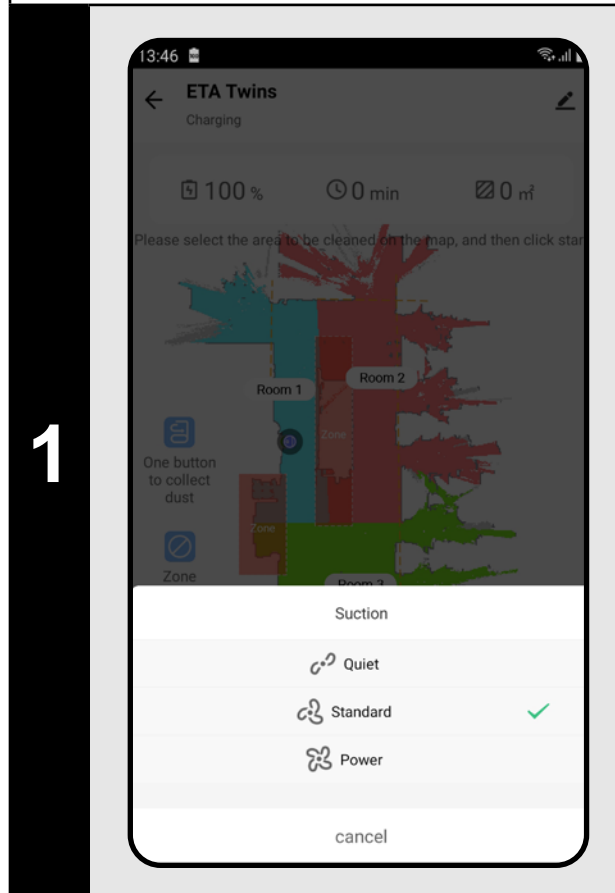 1
13:46
ETA Twins
Charging
100 %
0 min
0 ㎡
Please select the area to be cleaned on the map, and then click star
Room 1
Room 2
Zone
One button
to collect
dust
Zone
Zone
Room 3
Suction
Quiet
Standard
Power
cancel